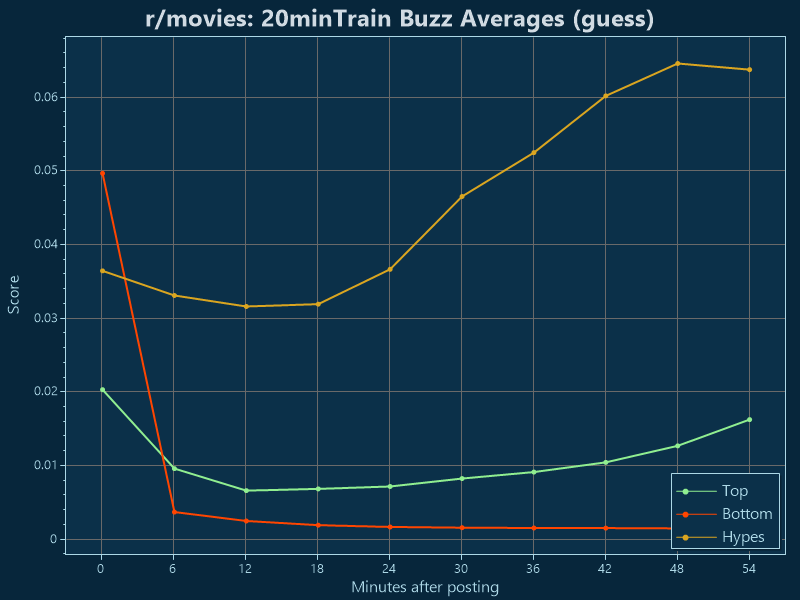 r/movies: 20minTrain Buzz Averages (guess)
0.06
0.05
0.04
0.03
0.02
0.01
0
Score
0 6 12 18 24 30 36 42 48 54
Minutes after posting
Top
Bottom
Hypes